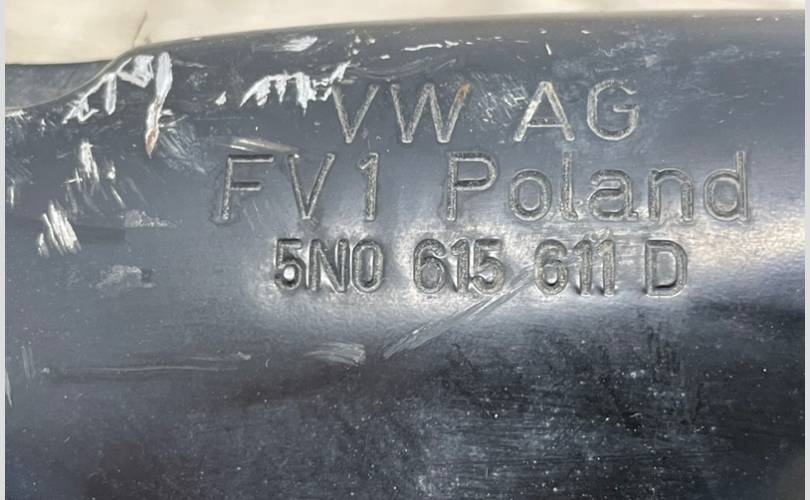 VW AG
FV1 Poland
5N0 615 611 D